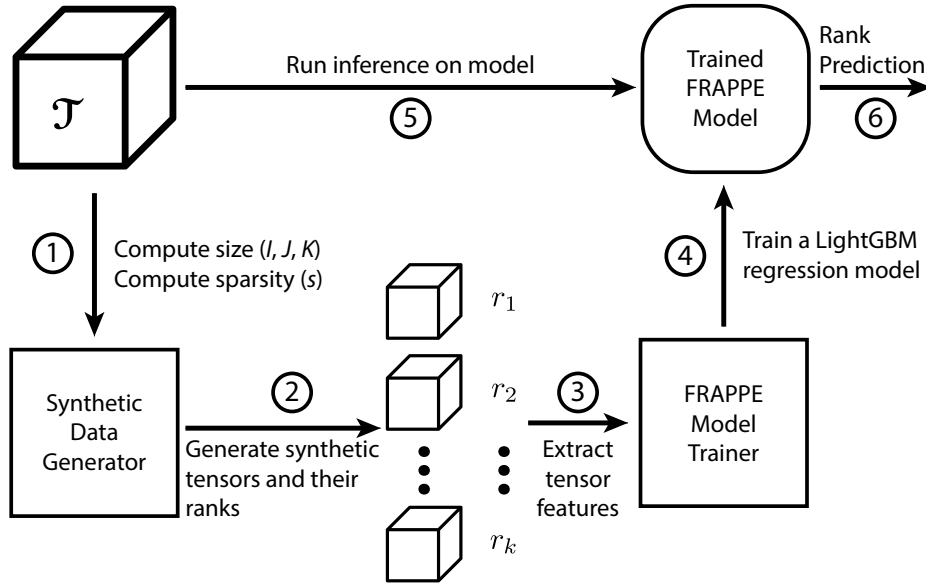 𝒯
Run inference on model
5
Trained
FRAPPE
Model
Rank
Prediction
6
1
Compute size (I, J, K)
Compute sparsity (s)
4
Train a LightGBM
regression model
r1
Synthetic
Data
Generator
2
Generate synthetic
tensors and their
ranks
r2
rk
3
Extract
tensor
features
FRAPPE
Model
Trainer